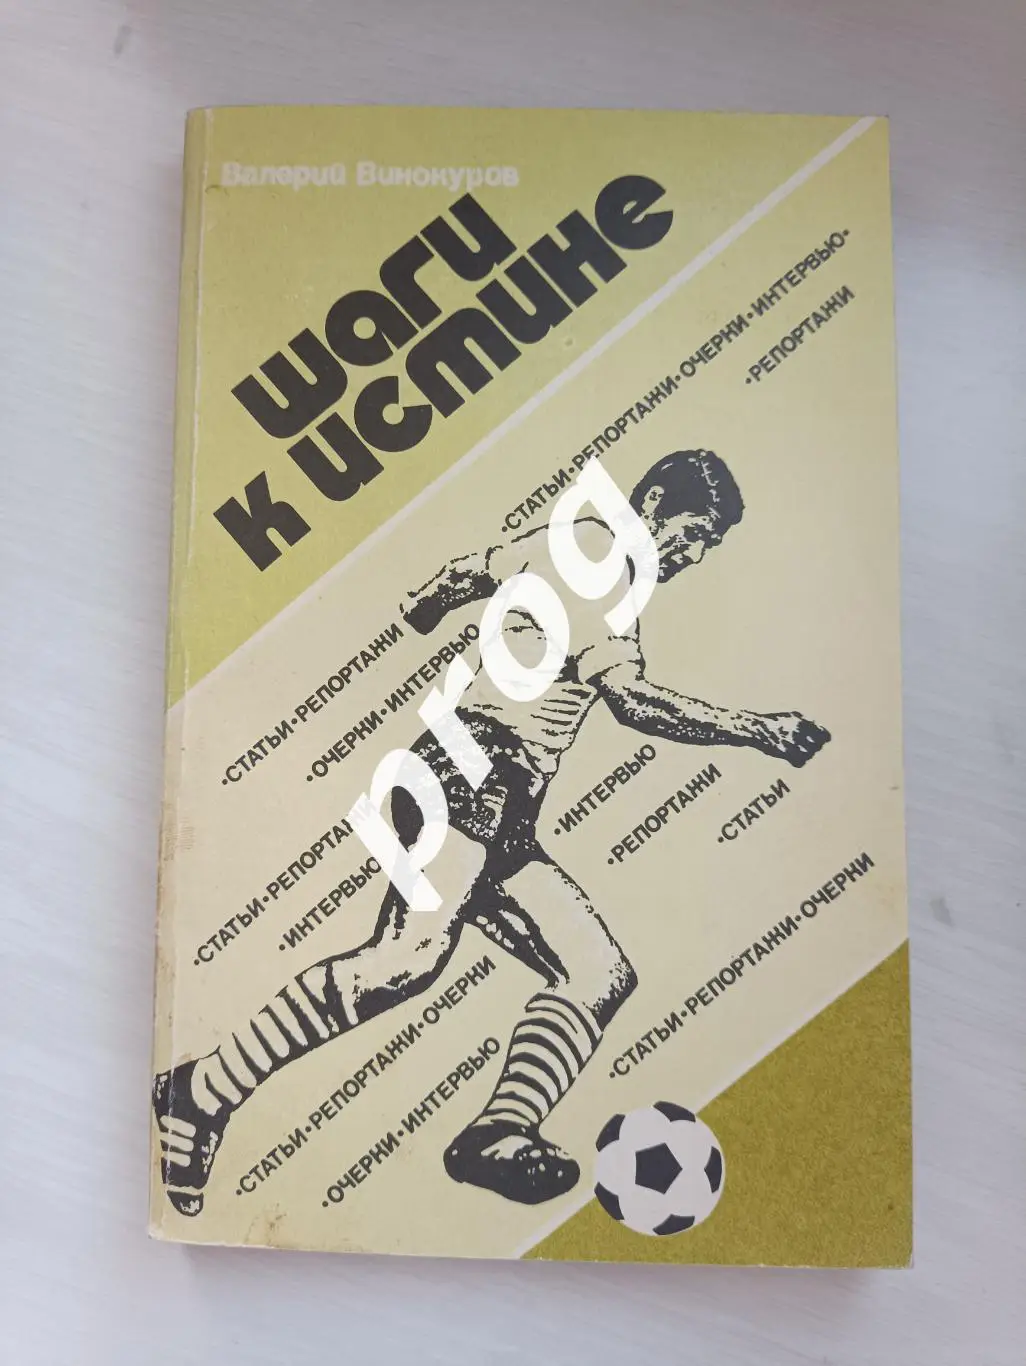 Валерий Винокуров
шаги
к истине
•СТАТЬИ•РЕПОРТАЖИ•ОЧЕРКИ•ИНТЕРВЬЮ•
•РЕПОРТАЖИ
•СТАТЬИ•РЕПОРТАЖИ
•ОЧЕРКИ•ИНТЕРВЬЮ
•ИНТЕРВЬЮ
•РЕПОРТАЖИ
•СТАТЬИ
•СТАТЬИ•РЕПОРТАЖИ
•ИНТЕРВЬЮ
•СТАТЬИ•РЕПОРТАЖИ•ОЧЕРКИ
•СТАТЬИ•РЕПОРТАЖИ•ОЧЕРКИ
•ОЧЕРКИ•ИНТЕРВЬЮ
prog